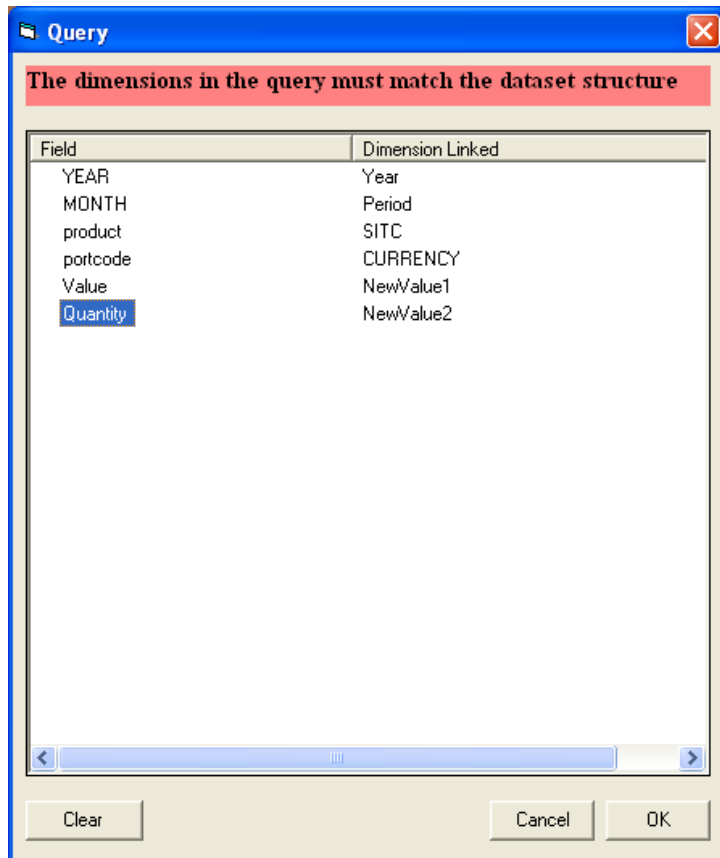 Query
The dimensions in the query must match the dataset structure
Field Dimension Linked
YEAR Year
MONTH Period
product SITC
portcode CURRENCY
Value NewValue1
Quantity NewValue2
Clear Cancel OK